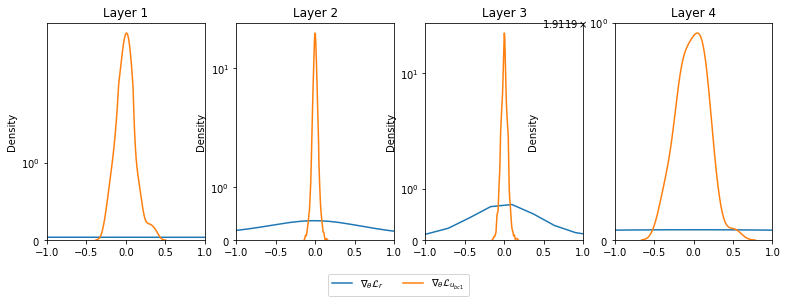 Layer 1 Layer 2 Layer 3 Layer 4
Density 10⁰ 0
Density 10¹ 10⁰ 0
Density 10¹ 10⁰ 0
Density 1.9119 × 10⁰ 0
−1.0 −0.5 0.0 0.5 1.0 −1.0 −0.5 0.0 0.5 1.0 −1.0 −0.5 0.0 0.5 1.0 −1.0 −0.5 0.0 0.5 1.0
∇θℒr ∇θℒu_bc1